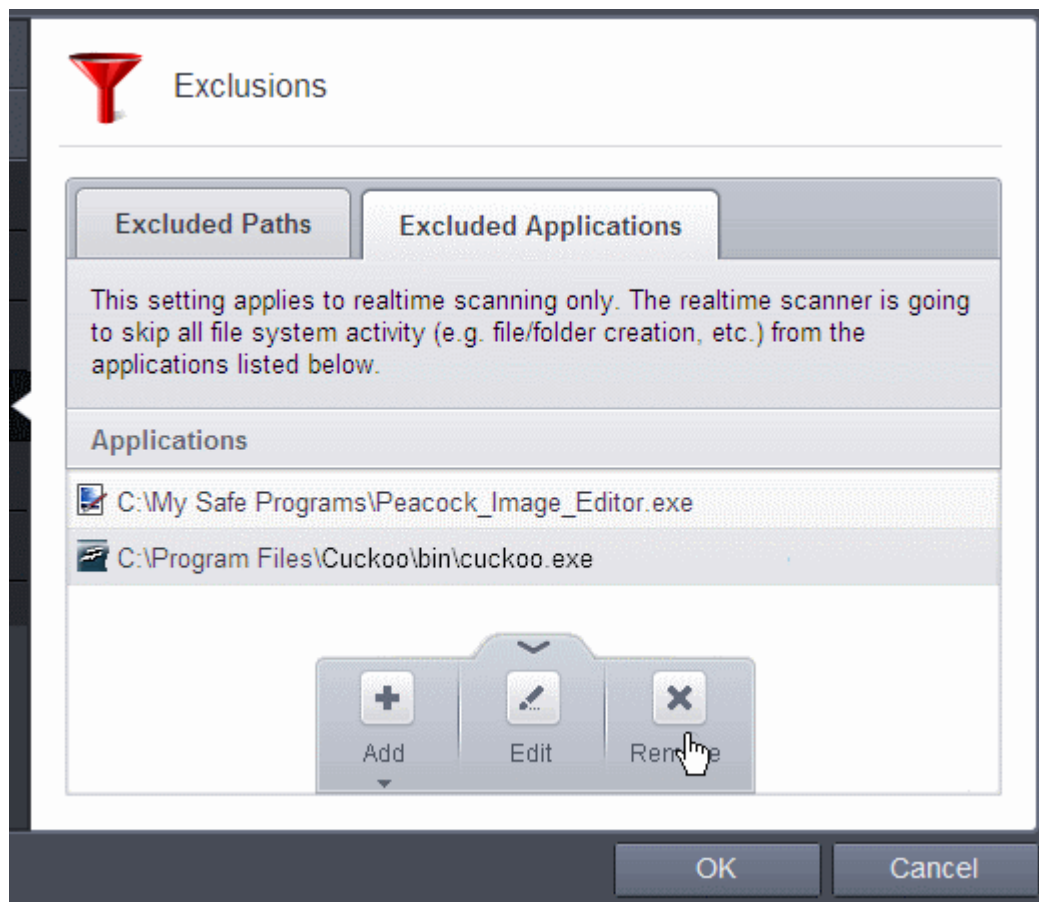 Exclusions
Excluded Paths
Excluded Applications
This setting applies to realtime scanning only. The realtime scanner is going
to skip all file system activity (e.g. file/folder creation, etc.) from the
applications listed below.
Applications
C:\My Safe Programs\Peacock_Image_Editor.exe
C:\Program Files\Cuckoo\bin\cuckoo.exe
Add
Edit
Remove
OK
Cancel